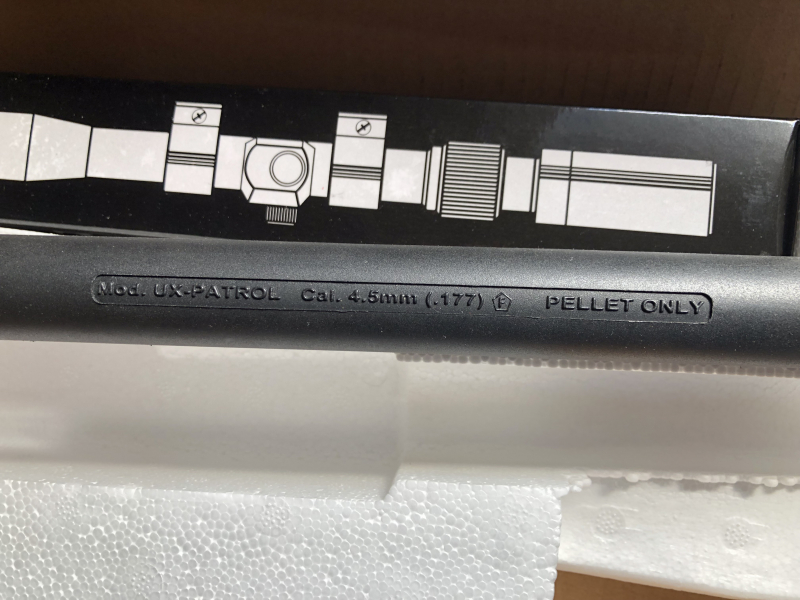 Mod. UX-PATROL Cal. 4.5mm (.177) F PELLET ONLY